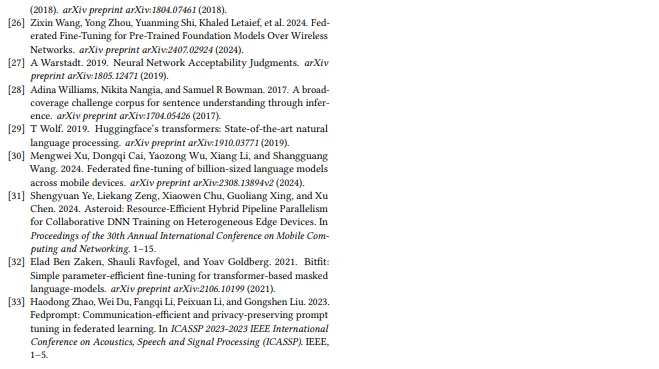 (2018). arXiv preprint arXiv:1804.07461 (2018).
[26] Zixin Wang, Yong Zhou, Yuanming Shi, Khaled Letaief, et al. 2024. Fed-
erated Fine-Tuning for Pre-Trained Foundation Models Over Wireless
Networks. arXiv preprint arXiv:2407.02924 (2024).
[27] A Warstadt. 2019. Neural Network Acceptability Judgments. arXiv
preprint arXiv:1805.12471 (2019).
[28] Adina Williams, Nikita Nangia, and Samuel R Bowman. 2017. A broad-
coverage challenge corpus for sentence understanding through infer-
ence. arXiv preprint arXiv:1704.05426 (2017).
[29] T Wolf. 2019. Huggingface's transformers: State-of-the-art natural
language processing. arXiv preprint arXiv:1910.03771 (2019).
[30] Mengwei Xu, Dongqi Cai, Yaozong Wu, Xiang Li, and Shangguang
Wang. 2024. Federated fine-tuning of billion-sized language models
across mobile devices. arXiv preprint arXiv:2308.13894v2 (2024).
[31] Shengyuan Ye, Liekang Zeng, Xiaowen Chu, Guoliang Xing, and Xu
Chen. 2024. Asteroid: Resource-Efficient Hybrid Pipeline Parallelism
for Collaborative DNN Training on Heterogeneous Edge Devices. In
Proceedings of the 30th Annual International Conference on Mobile Com-
puting and Networking. 1–15.
[32] Elad Ben Zaken, Shauli Ravfogel, and Yoav Goldberg. 2021. Bitfit:
Simple parameter-efficient fine-tuning for transformer-based masked
language-models. arXiv preprint arXiv:2106.10199 (2021).
[33] Haodong Zhao, Wei Du, Fangqi Li, Peixuan Li, and Gongshen Liu. 2023.
Fedprompt: Communication-efficient and privacy-preserving prompt
tuning in federated learning. In ICASSP 2023-2023 IEEE International
Conference on Acoustics, Speech and Signal Processing (ICASSP). IEEE,
1–5.